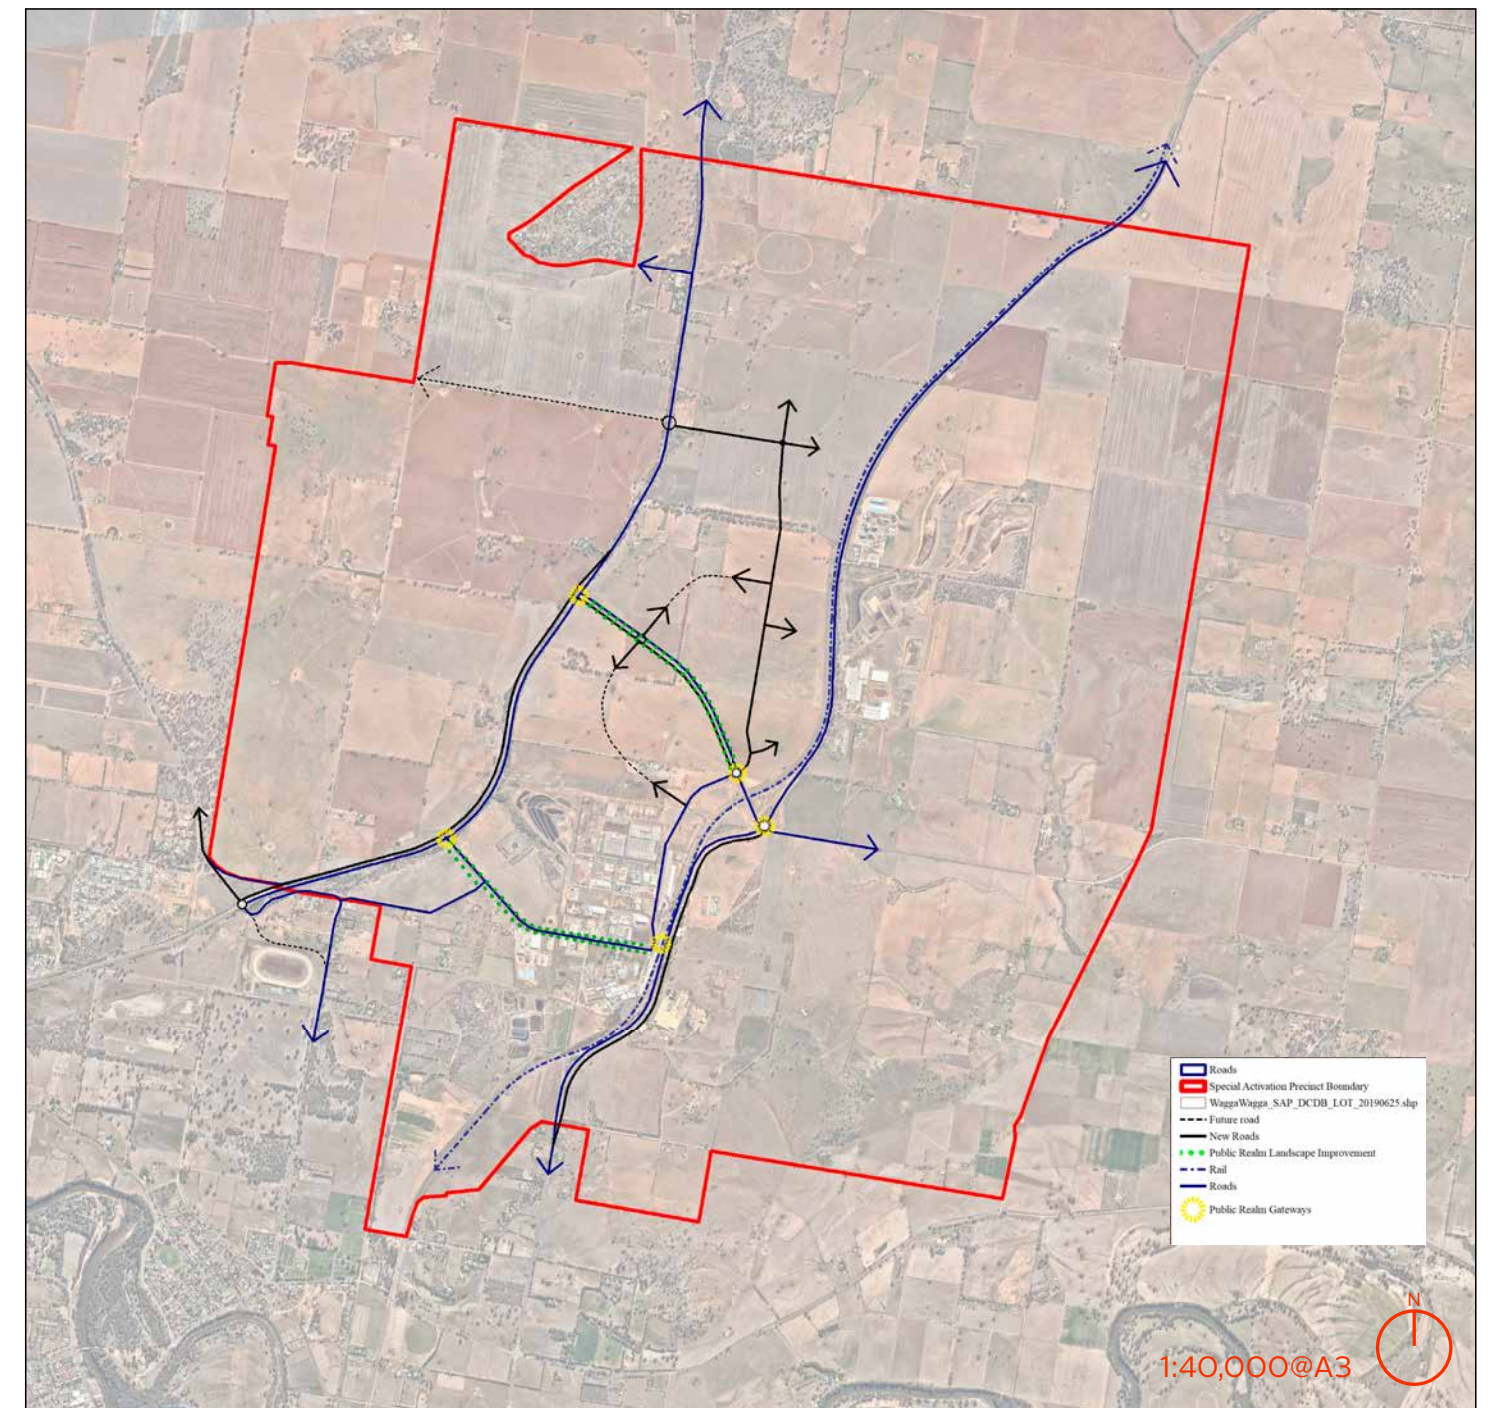 Roads
Special Activation Precinct Boundary
WaggaWagga_SAP_DCDB_LOT_20190625.shp
Future road
New Roads
Public Realm Landscape Improvement
Rail
Roads
Public Realm Gateways
N
1:40,000@A3